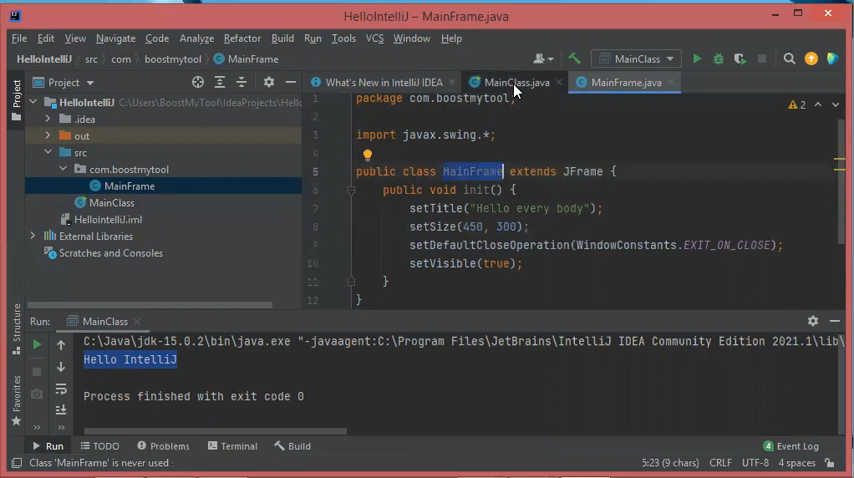 HelloIntelliJ – MainFrame.java
File Edit View Navigate Code Analyze Refactor Build Run Tools VCS Window Help
HelloIntelliJ src com boostmytool MainFrame MainClass
Project What's New in IntelliJ IDEA MainClass.java MainFrame.java
Project
HelloIntelliJ C:\Users\BoostMyTool\IdeaProjects\Hello
.idea
out
src
com.boostmytool
MainFrame
MainClass
HelloIntelliJ.iml
External Libraries
Scratches and Consoles
1 package com.boostmytool;
2
3 import javax.swing.*;
4
5 public class MainFrame extends JFrame {
6 public void init() {
7 setTitle("Hello every body");
8 setSize(450, 300);
9 setDefaultCloseOperation(WindowConstants.EXIT_ON_CLOSE);
10 setVisible(true);
11 }
12 }
2
Structure
Favorites
Run: MainClass
C:\Java\jdk-15.0.2\bin\java.exe "-javaagent:C:\Program Files\JetBrains\IntelliJ IDEA Community Edition 2021.1\lib\
Hello IntelliJ
Process finished with exit code 0
Run TODO Problems Terminal Build 4 Event Log
Class 'MainFrame' is never used 5:23 (9 chars) CRLF UTF-8 4 spaces